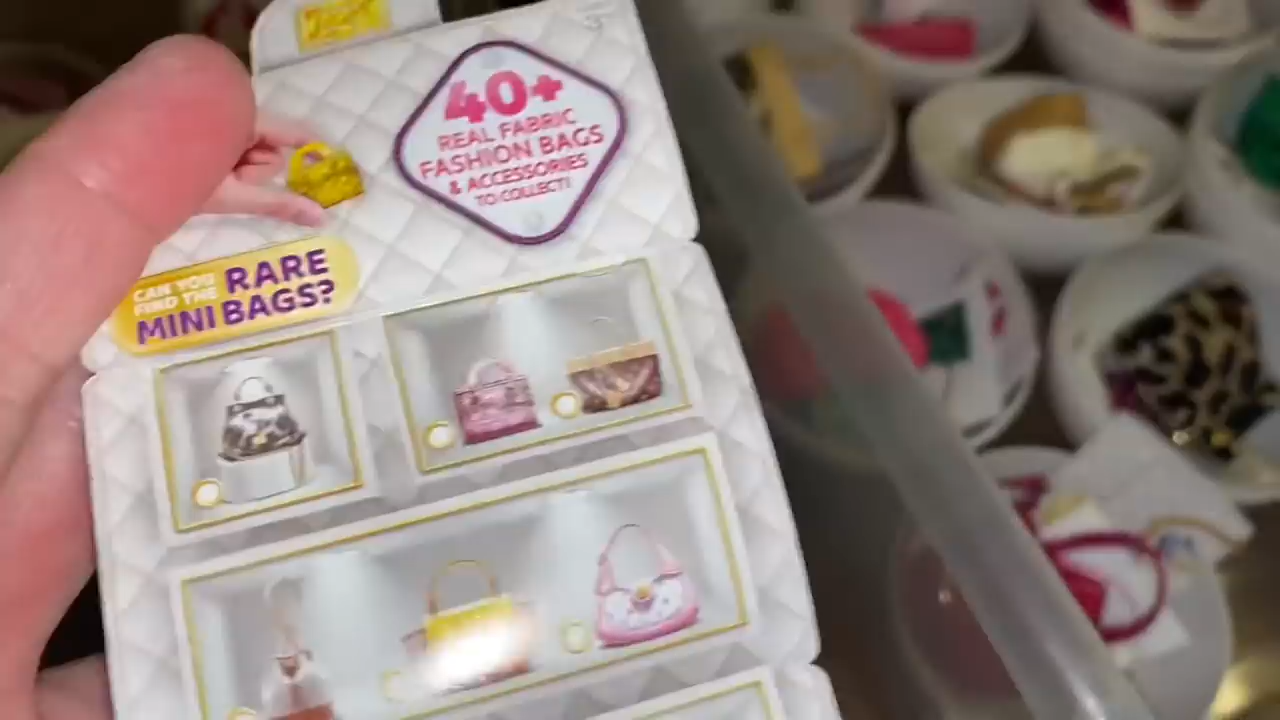 40+
REAL FABRIC
FASHION BAGS
& ACCESSORIES
TO COLLECT!
CAN YOU
FIND THE
RARE
MINI BAGS?